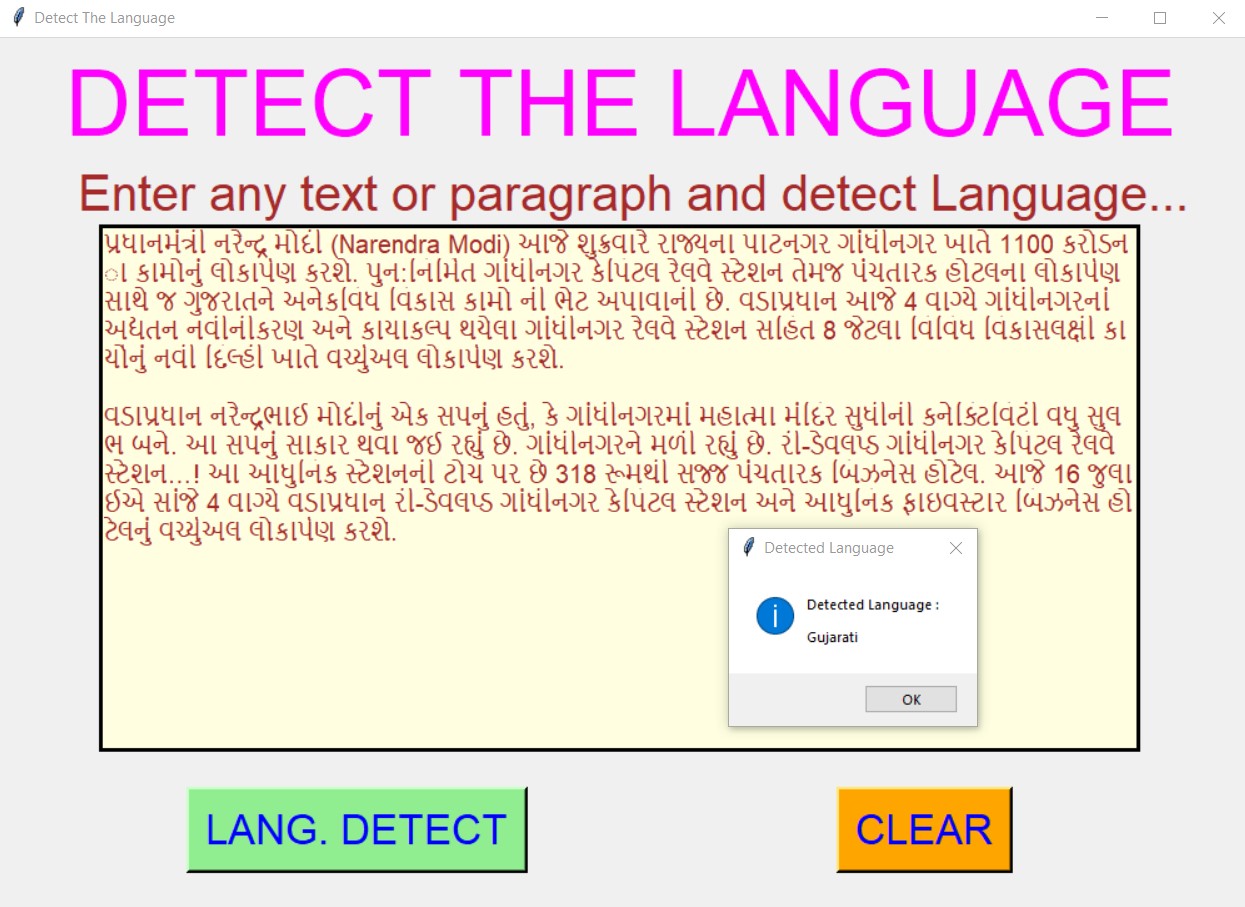 Detect The Language
DETECT THE LANGUAGE
Enter any text or paragraph and detect Language...
પ્રધાનમંત્રી નરેન્દ્ર મોદી (Narendra Modi) આજે શુક્રવારે રાજ્યના પાટનગર ગાંધીનગર ખાતે 1100 કરોડન
ા કામોનું લોકાર્પણ કરશે. પુન:નિર્મિત ગાંધીનગર કેપિટલ રેલવે સ્ટેશન તેમજ પંચતારક હોટલના લોકાર્પણ
સાથે જ ગુજરાતને અનેકવિધ વિકાસ કામો ની ભેટ અપાવાની છે. વડાપ્રધાન આજે 4 વાગ્યે ગાંધીનગરનાં
અદ્યતન નવીનીકરણ અને કાયાકલ્પ થયેલા ગાંધીનગર રેલવે સ્ટેશન સહિત 8 જેટલા વિવિધ વિકાસલક્ષી કા
ર્યોનું નવી દિલ્હી ખાતે વર્ચ્યુઅલ લોકાર્પણ કરશે.
વડાપ્રધાન નરેન્દ્રભાઈ મોદીનું એક સપનું હતું, કે ગાંધીનગરમાં મહાત્મા મંદિર સુધીની કનેક્ટિવિટી વધુ સુલ
ભ બને. આ સપનું સાકાર થવા જઈ રહ્યું છે. ગાંધીનગરને મળી રહ્યું છે. રી-ડેવલપ્ડ ગાંધીનગર કેપિટલ રેલવે
સ્ટેશન...! આ આધુનિક સ્ટેશનની ટોચ પર છે 318 રૂમથી સજ્જ પંચતારક બિઝનેસ હોટેલ. આજે 16 જુલા
ઈએ સાંજે 4 વાગ્યે વડાપ્રધાન રી-ડેવલપ્ડ ગાંધીનગર કેપિટલ સ્ટેશન અને આધુનિક ફાઇવસ્ટાર બિઝનેસ હો
ટેલનું વર્ચ્યુઅલ લોકાર્પણ કરશે.
Detected Language
Detected Language :
Gujarati
OK
LANG. DETECT
CLEAR